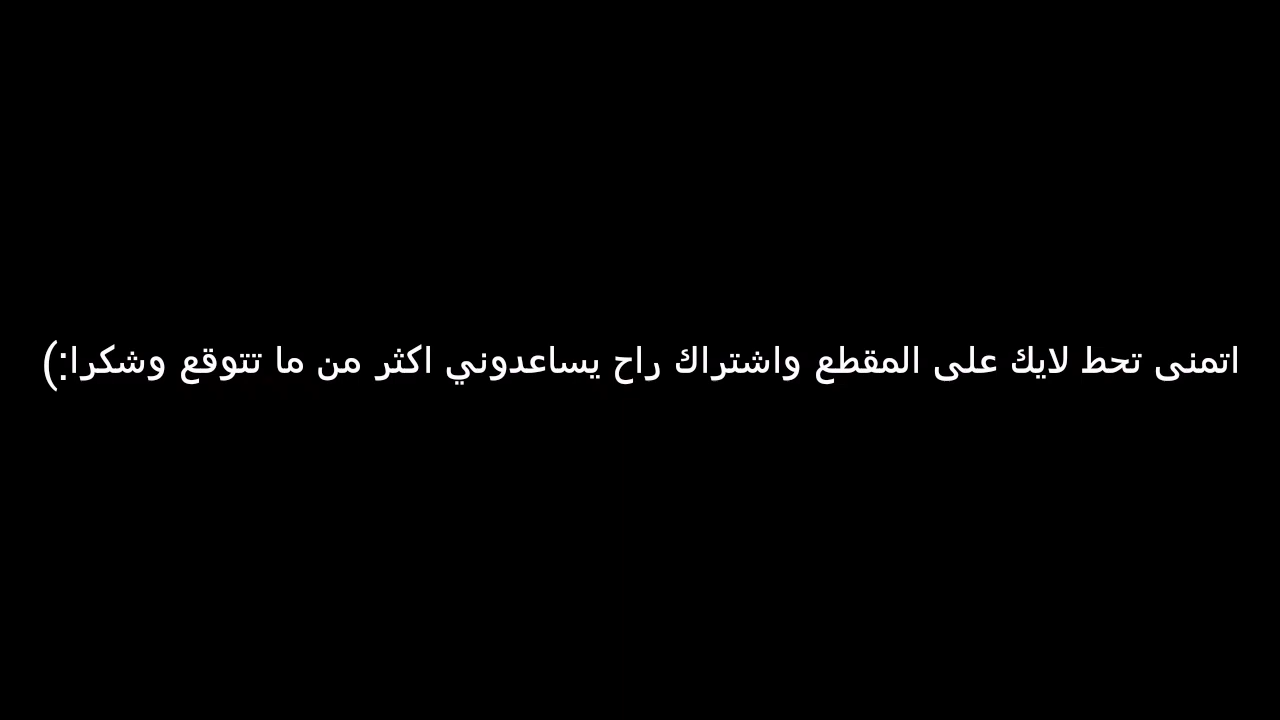 اتمنى تحط لايك على المقطع واشتراك راح يساعدوني اكثر من ما تتوقع وشكرا:)